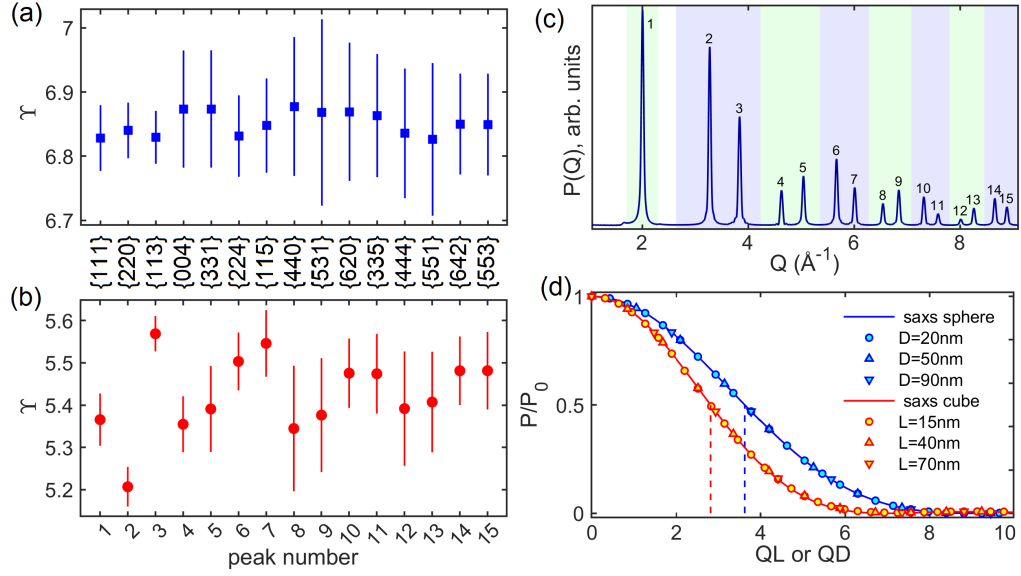 (a)
7
6.9
6.8
6.7
ϒ
{111}
{220}
{113}
{004}
{331}
{224}
{115}
{440}
{531}
{620}
{335}
{444}
{551}
{642}
{553}
(b)
5.6
5.5
5.4
5.3
5.2
ϒ
1 2 3 4 5 6 7 8 9 10 11 12 13 14 15
peak number
(c)
P(Q), arb. units
1
2
3
4
5
6
7
8
9
10
11
12
13
14
15
2 4 6 8
Q (Å⁻¹)
(d)
1
0.5
0
P/P₀
saxs sphere
D=20nm
D=50nm
D=90nm
saxs cube
L=15nm
L=40nm
L=70nm
0 2 4 6 8 10
QL or QD